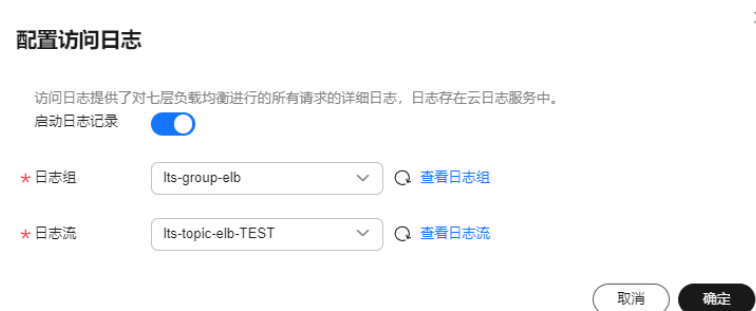 配置访问日志
访问日志提供了对七层负载均衡进行的所有请求的详细日志，日志存在云日志服务中。
启动日志记录
* 日志组 lts-group-elb 查看日志组
* 日志流 lts-topic-elb-TEST 查看日志流
取消 确定